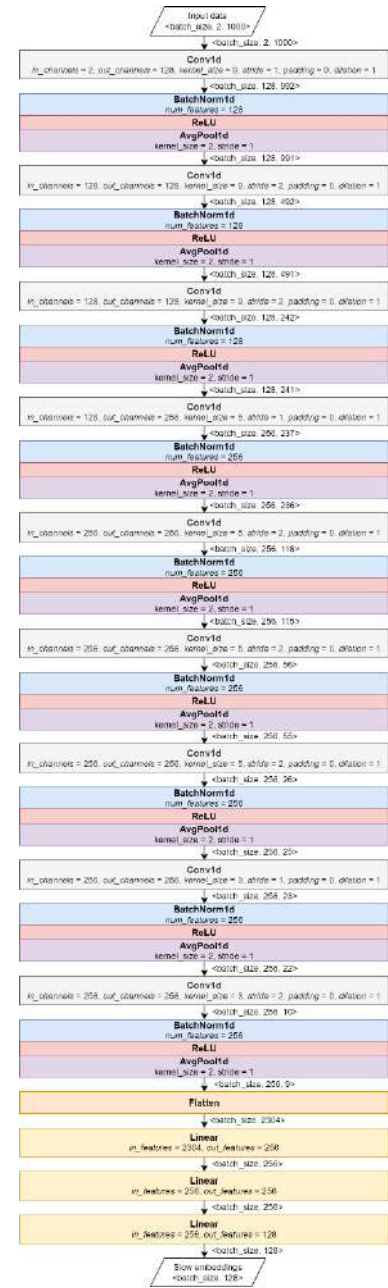 Input data
<batch_size, 2, 1000>
<batch_size, 2, 1000>
Conv1d
in_channels = 2, out_channels = 128, kernel_size = 9, stride = 1, padding = 0, dilation = 1
<batch_size, 128, 992>
BatchNorm1d
num_features = 128
ReLU
AvgPool1d
kernel_size = 2, stride = 1
<batch_size, 128, 991>
Conv1d
in_channels = 128, out_channels = 128, kernel_size = 9, stride = 2, padding = 0, dilation = 1
<batch_size, 128, 492>
BatchNorm1d
num_features = 128
ReLU
AvgPool1d
kernel_size = 2, stride = 1
<batch_size, 128, 491>
Conv1d
in_channels = 128, out_channels = 128, kernel_size = 9, stride = 2, padding = 0, dilation = 1
<batch_size, 128, 242>
BatchNorm1d
num_features = 128
ReLU
AvgPool1d
kernel_size = 2, stride = 1
<batch_size, 128, 241>
Conv1d
in_channels = 128, out_channels = 256, kernel_size = 5, stride = 1, padding = 0, dilation = 1
<batch_size, 256, 237>
BatchNorm1d
num_features = 256
ReLU
AvgPool1d
kernel_size = 2, stride = 1
<batch_size, 256, 236>
Conv1d
in_channels = 256, out_channels = 256, kernel_size = 5, stride = 2, padding = 0, dilation = 1
<batch_size, 256, 116>
BatchNorm1d
num_features = 256
ReLU
AvgPool1d
kernel_size = 2, stride = 1
<batch_size, 256, 115>
Conv1d
in_channels = 256, out_channels = 256, kernel_size = 5, stride = 2, padding = 0, dilation = 1
<batch_size, 256, 56>
BatchNorm1d
num_features = 256
ReLU
AvgPool1d
kernel_size = 2, stride = 1
<batch_size, 256, 55>
Conv1d
in_channels = 256, out_channels = 256, kernel_size = 5, stride = 2, padding = 0, dilation = 1
<batch_size, 256, 26>
BatchNorm1d
num_features = 256
ReLU
AvgPool1d
kernel_size = 2, stride = 1
<batch_size, 256, 25>
Conv1d
in_channels = 256, out_channels = 256, kernel_size = 3, stride = 1, padding = 0, dilation = 1
<batch_size, 256, 23>
BatchNorm1d
num_features = 256
ReLU
AvgPool1d
kernel_size = 2, stride = 1
<batch_size, 256, 22>
Conv1d
in_channels = 256, out_channels = 256, kernel_size = 3, stride = 2, padding = 0, dilation = 1
<batch_size, 256, 10>
BatchNorm1d
num_features = 256
ReLU
AvgPool1d
kernel_size = 2, stride = 1
<batch_size, 256, 9>
Flatten
<batch_size, 2304>
Linear
in_features = 2304, out_features = 256
<batch_size, 256>
Linear
in_features = 256, out_features = 256
<batch_size, 256>
Linear
in_features = 256, out_features = 128
<batch_size, 128>
Slow embeddings
<batch_size, 128>